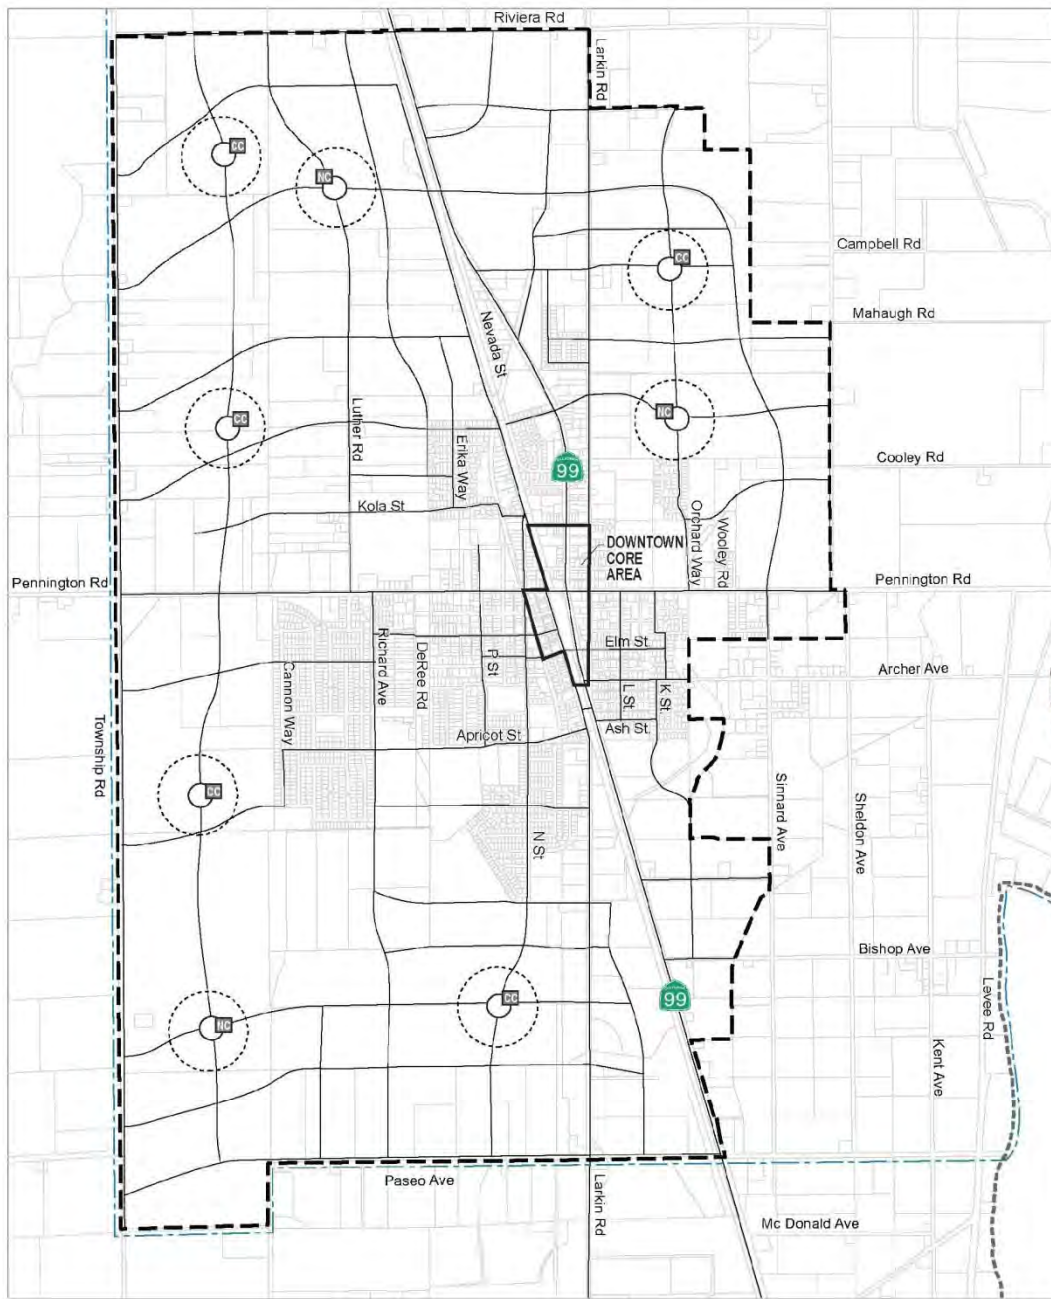 Riviera Rd
Larkin Rd
CC
NC
Campbell Rd
CC
Mahaugh Rd
Nevada St
CC
Luther Rd
NC
Erika Way
99
Cooley Rd
Kola St
Orchard Way
Wooley Rd
DOWNTOWN
CORE
AREA
Pennington Rd
Pennington Rd
Richard Ave
DeRee Rd
P St
Elm St.
Archer Ave
Cannon Way
L St
K St.
Apricot St
Ash St.
Township Rd
CC
Sinnard Ave
Sheldon Ave
N St
Bishop Ave
99
CC
Levee Rd
NC
Kent Ave
Paseo Ave
Larkin Rd
Mc Donald Ave